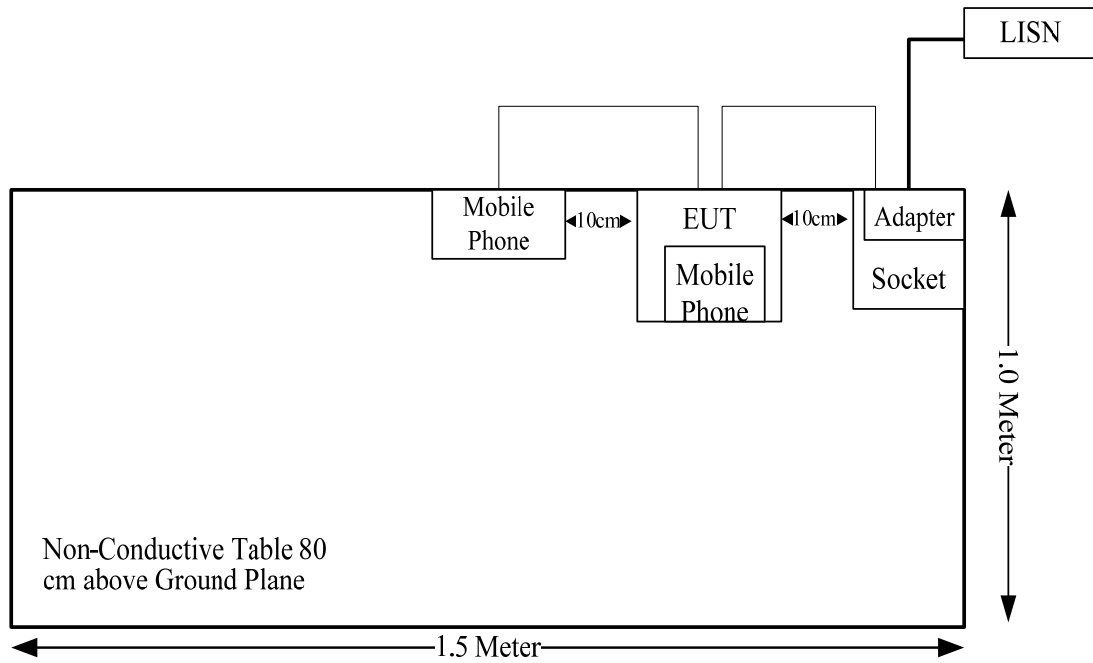 LISN
Mobile
Phone
10cm
EUT
Mobile
Phone
10cm
Adapter
Socket
1.0 Meter
Non-Conductive Table 80
cm above Ground Plane
1.5 Meter